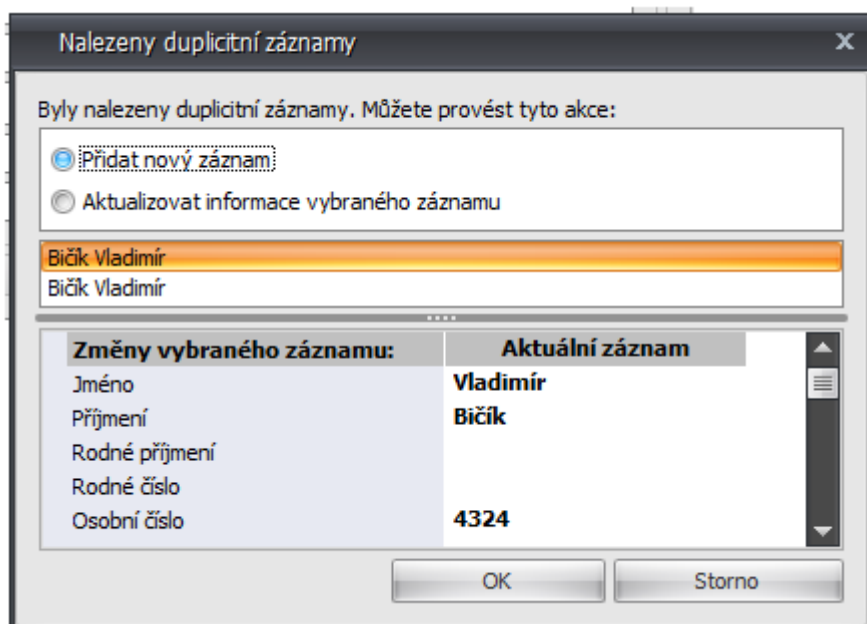 Nalezeny duplicitní záznamy
Byly nalezeny duplicitní záznamy. Můžete provést tyto akce:
Přidat nový záznam
Aktualizovat informace vybraného záznamu
Bičík Vladimír
Bičík Vladimír
Změny vybraného záznamu: Aktuální záznam
Jméno Vladimír
Příjmení Bičík
Rodné příjmení
Rodné číslo
Osobní číslo 4324
OK Storno